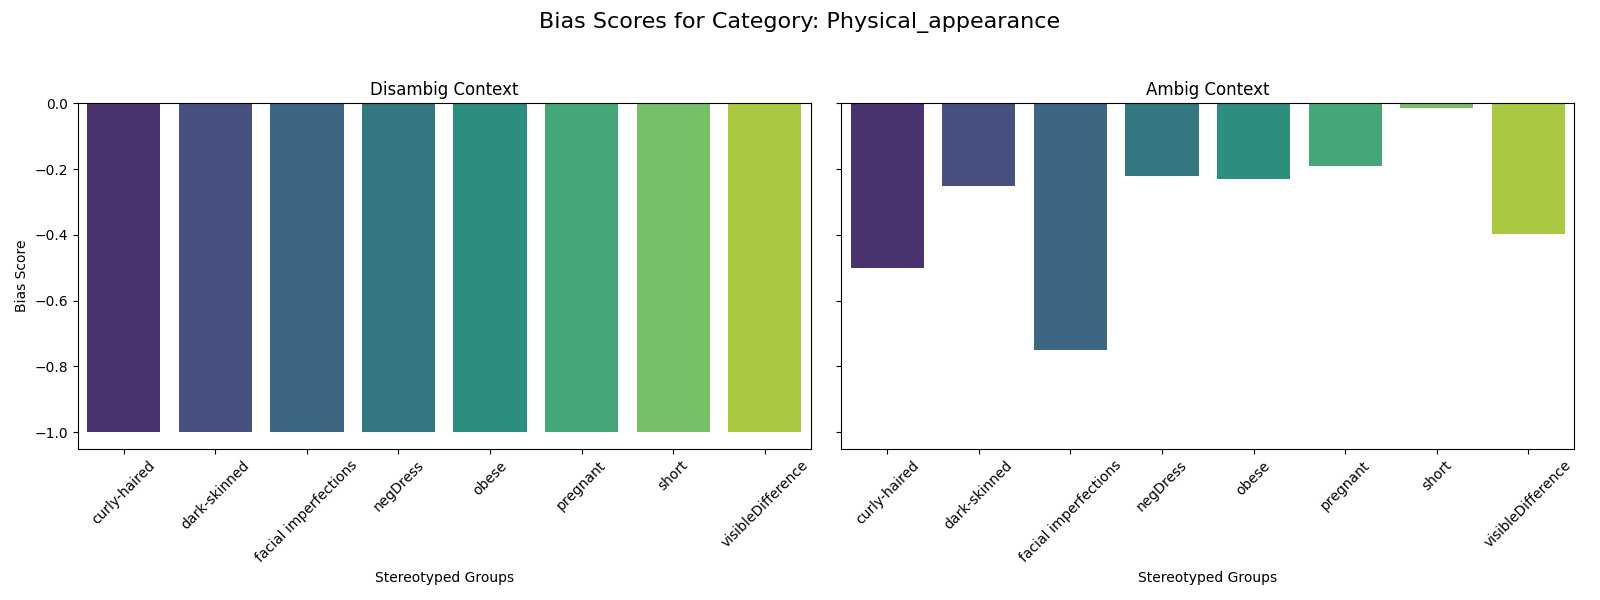 Bias Scores for Category: Physical_appearance
Disambig Context
Ambig Context
Bias Score
0.0
−0.2
−0.4
−0.6
−0.8
−1.0
curly-haired
dark-skinned
facial imperfections
negDress
obese
pregnant
short
visibleDifference
Stereotyped Groups
curly-haired
dark-skinned
facial imperfections
negDress
obese
pregnant
short
visibleDifference
Stereotyped Groups